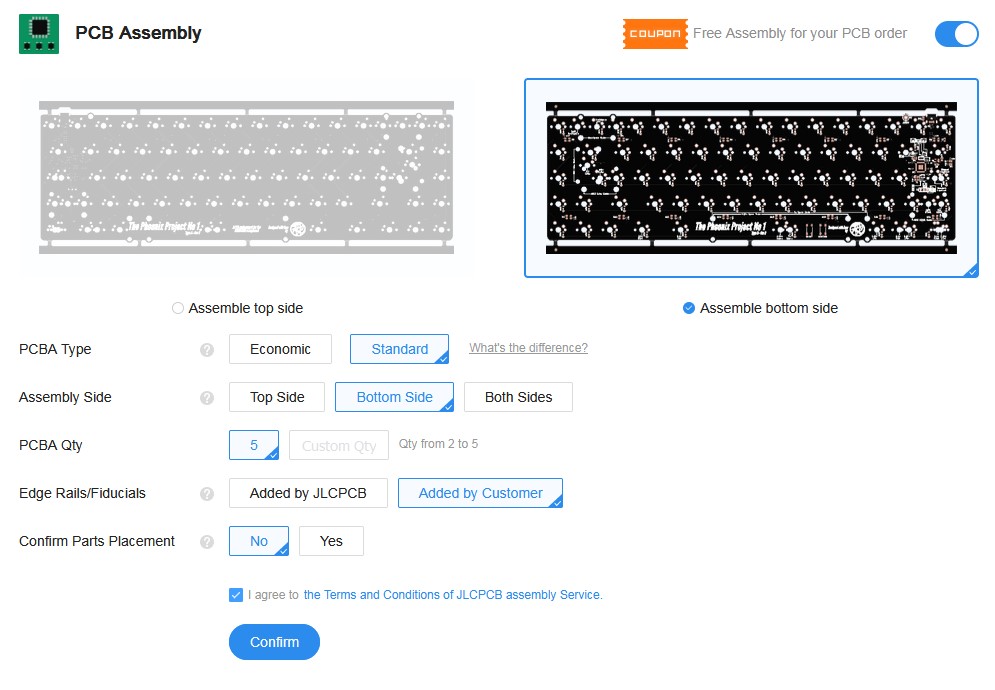 PCB Assembly
COUPON Free Assembly for your PCB order
The Phoenix Project No 1
The Phoenix Project No 1
Assemble top side
Assemble bottom side
PCBA Type ? Economic Standard What's the difference?
Assembly Side ? Top Side Bottom Side Both Sides
PCBA Qty 5 Custom Qty Qty from 2 to 5
Edge Rails/Fiducials ? Added by JLCPCB Added by Customer
Confirm Parts Placement ? No Yes
I agree to the Terms and Conditions of JLCPCB assembly Service.
Confirm